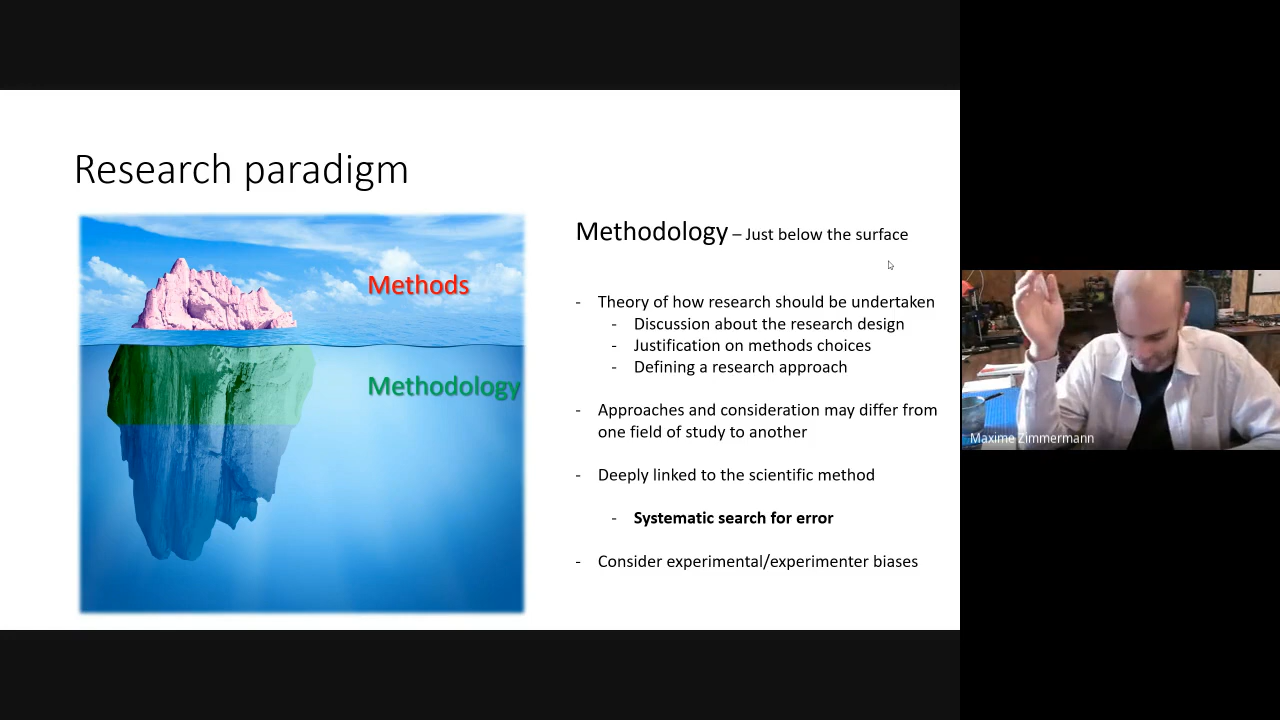 Research paradigm
Methods
Methodology
Methodology – Just below the surface
- Theory of how research should be undertaken
- Discussion about the research design
- Justification on methods choices
- Defining a research approach
- Approaches and consideration may differ from
one field of study to another
- Deeply linked to the scientific method
- Systematic search for error
- Consider experimental/experimenter biases
Maxime Zimmermann